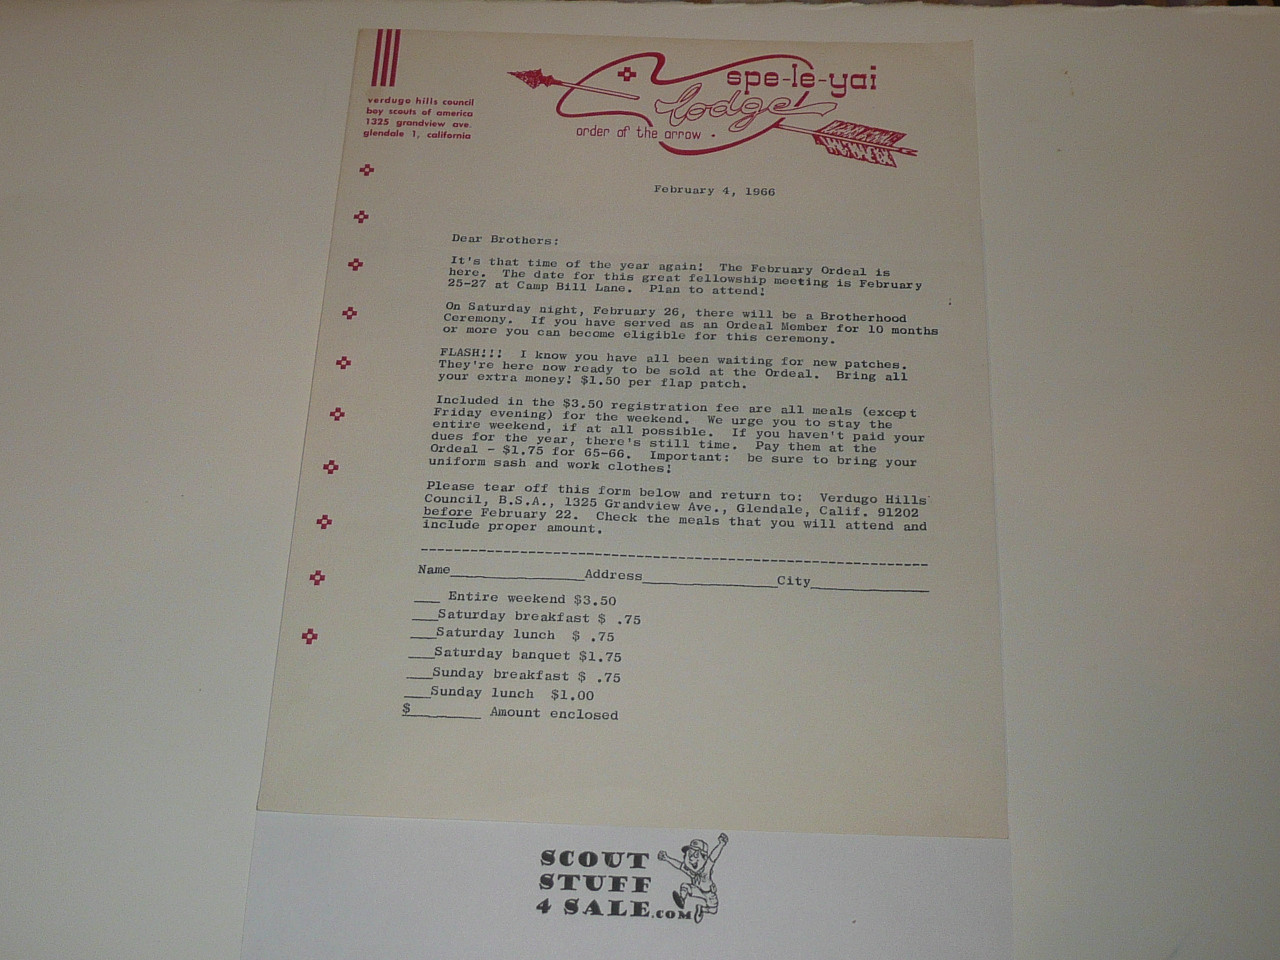 verdugo hills council
boy scouts of america
1325 grandview ave.
glendale 1, california
spe-le-yai
lodge
order of the arrow .
February 4, 1966
Dear Brothers:
It's that time of the year again!  The February Ordeal is
here.  The date for this great fellowship meeting is February
25-27 at Camp Bill Lane.  Plan to attend!
On Saturday night, February 26, there will be a Brotherhood
Ceremony.  If you have served as an Ordeal Member for 10 months
or more you can become eligible for this ceremony.
FLASH!!!  I know you have all been waiting for new patches.
They're here now ready to be sold at the Ordeal.  Bring all
your extra money! $1.50 per flap patch.
Included in the $3.50 registration fee are all meals (except
Friday evening) for the weekend.  We urge you to stay the
entire weekend, if at all possible.  If you haven't paid your
dues for the year, there's still time.  Pay them at the
Ordeal - $1.75 for 65-66.  Important:  be sure to bring your
uniform sash and work clothes!
Please tear off this form below and return to:  Verdugo Hills
Council, B.S.A., 1325 Grandview Ave., Glendale, Calif. 91202
before February 22.  Check the meals that you will attend and
include proper amount.
Name________________Address________________City______________
___ Entire weekend $3.50
___Saturday breakfast $ .75
___Saturday lunch  $ .75
___Saturday banquet $1.75
___Sunday breakfast $ .75
___Sunday lunch  $1.00
$_________ Amount enclosed
SCOUT
STUFF
4 SALE.COM